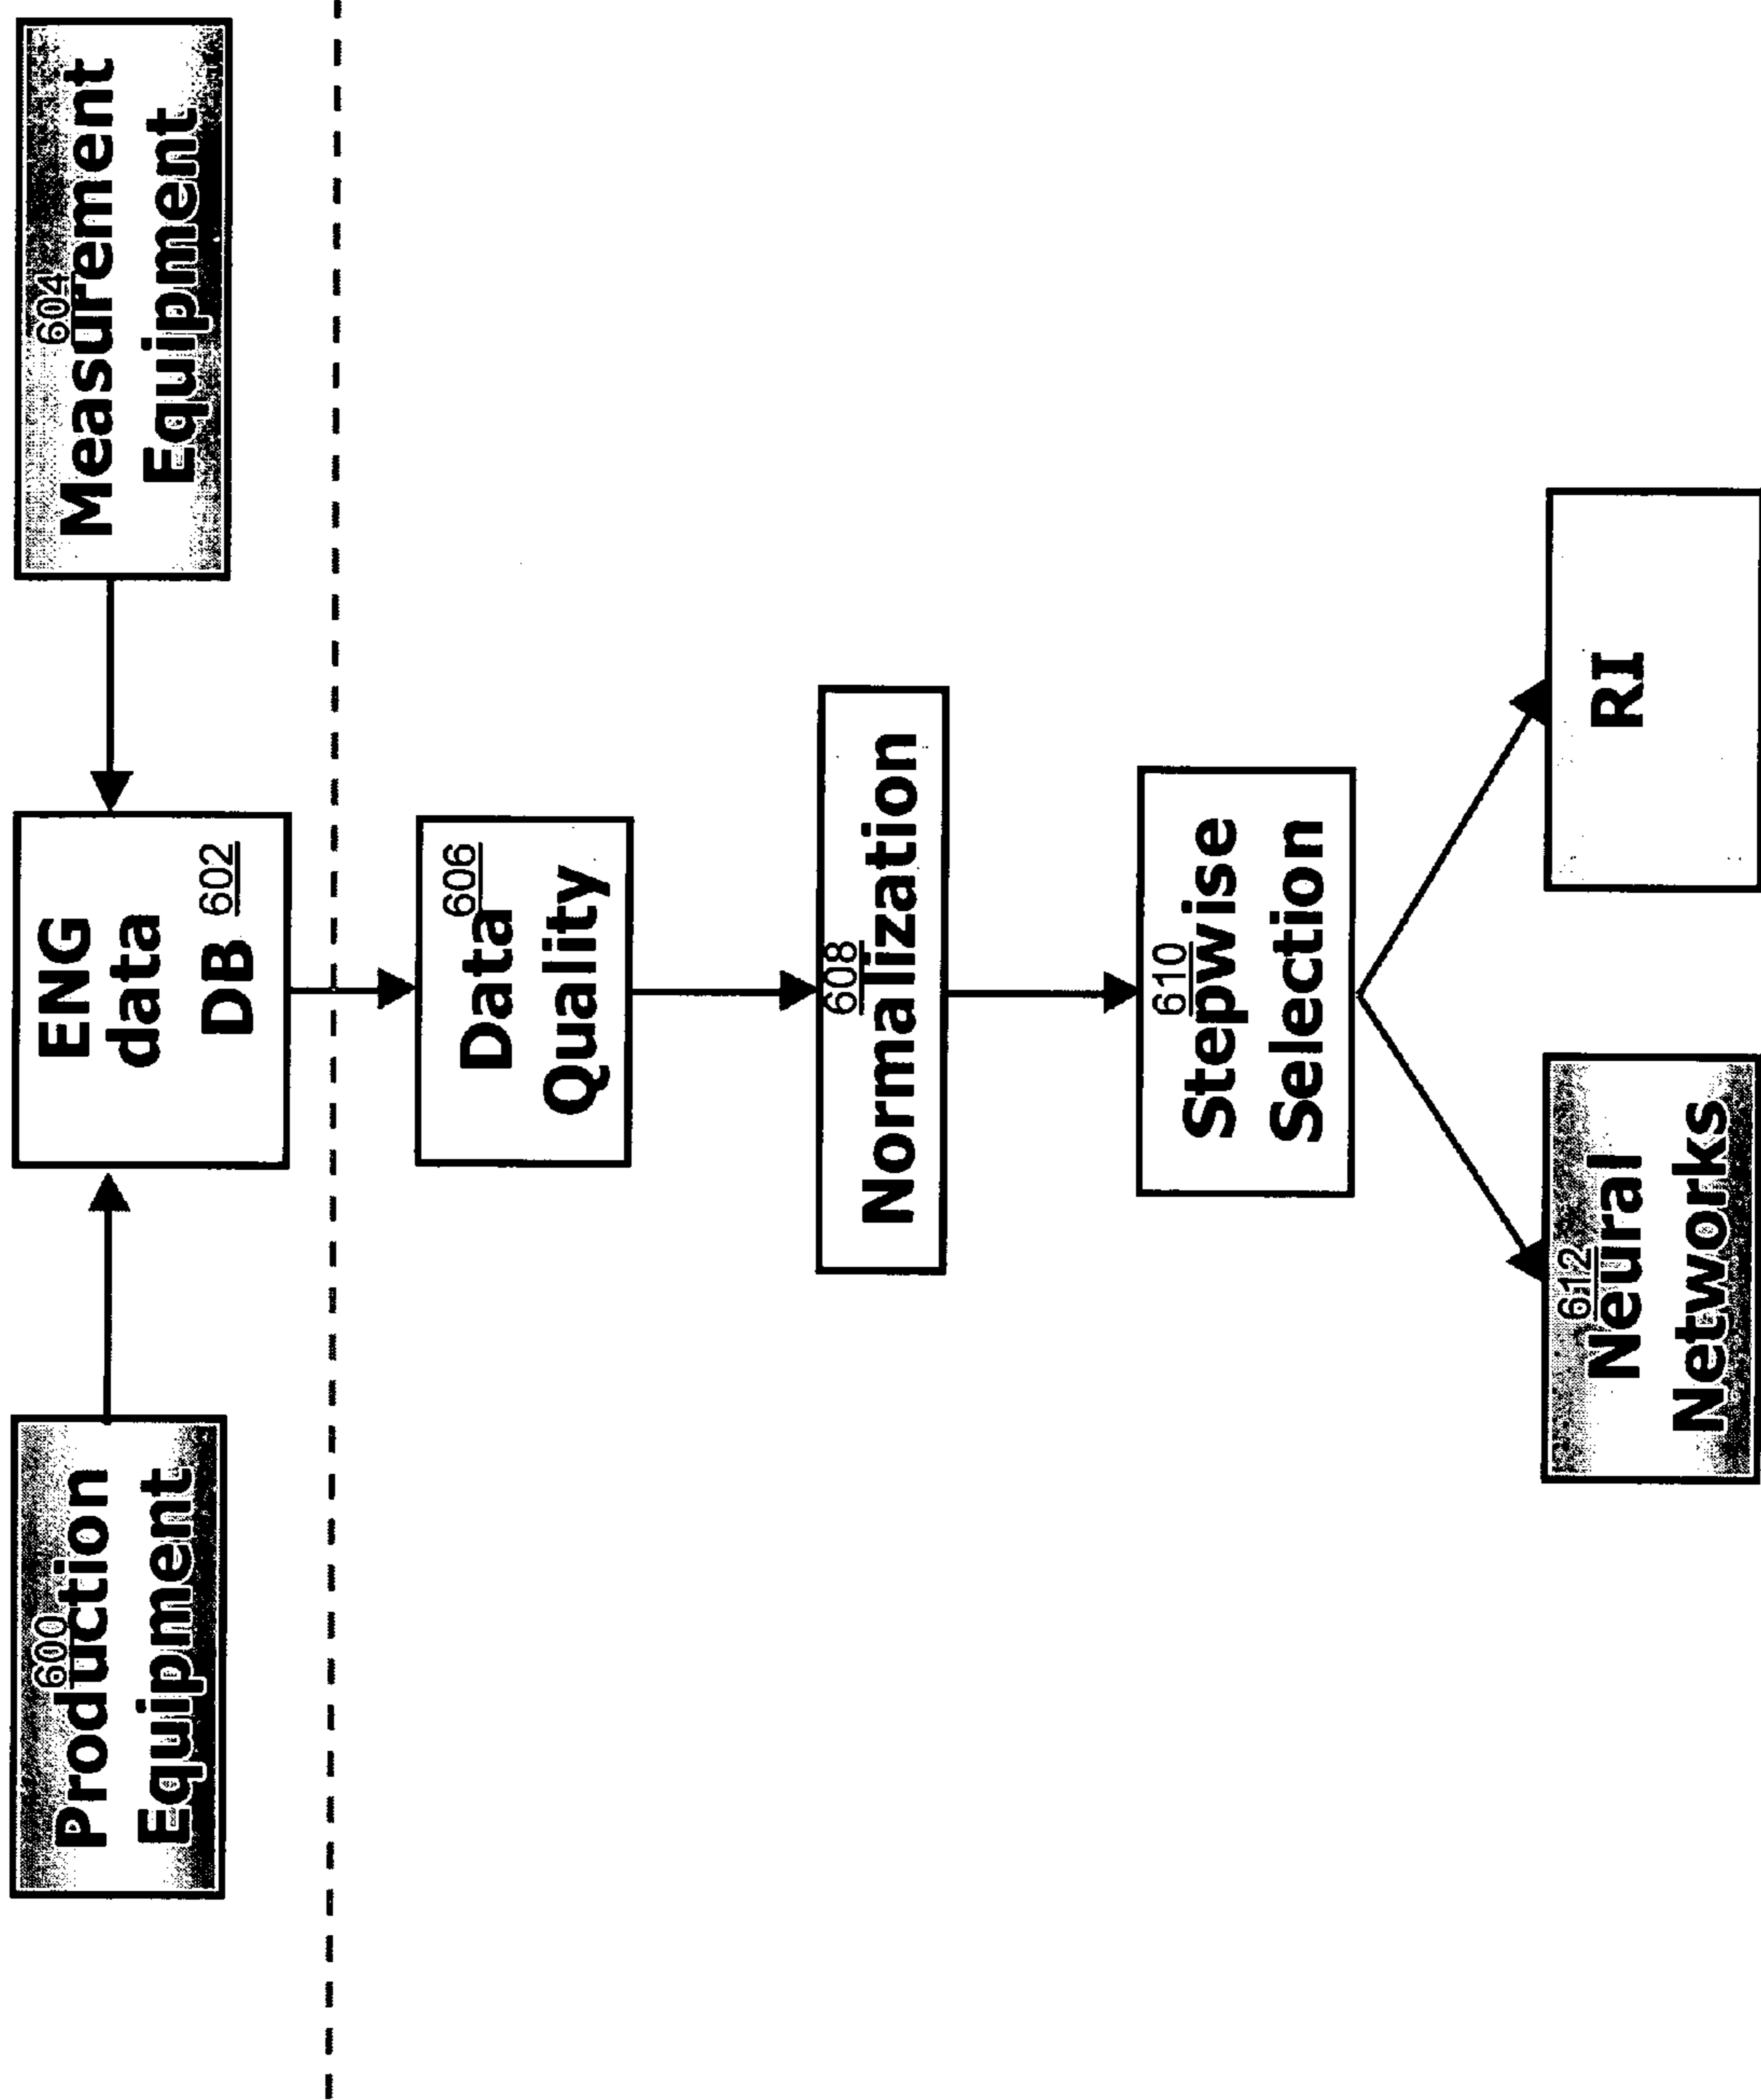 600
Production
Equipment
ENG
data
DB 602
604
Measurement
Equipment
606
Data
Quality
608
Normalization
610
Stepwise
Selection
612
Neural
Networks
RI